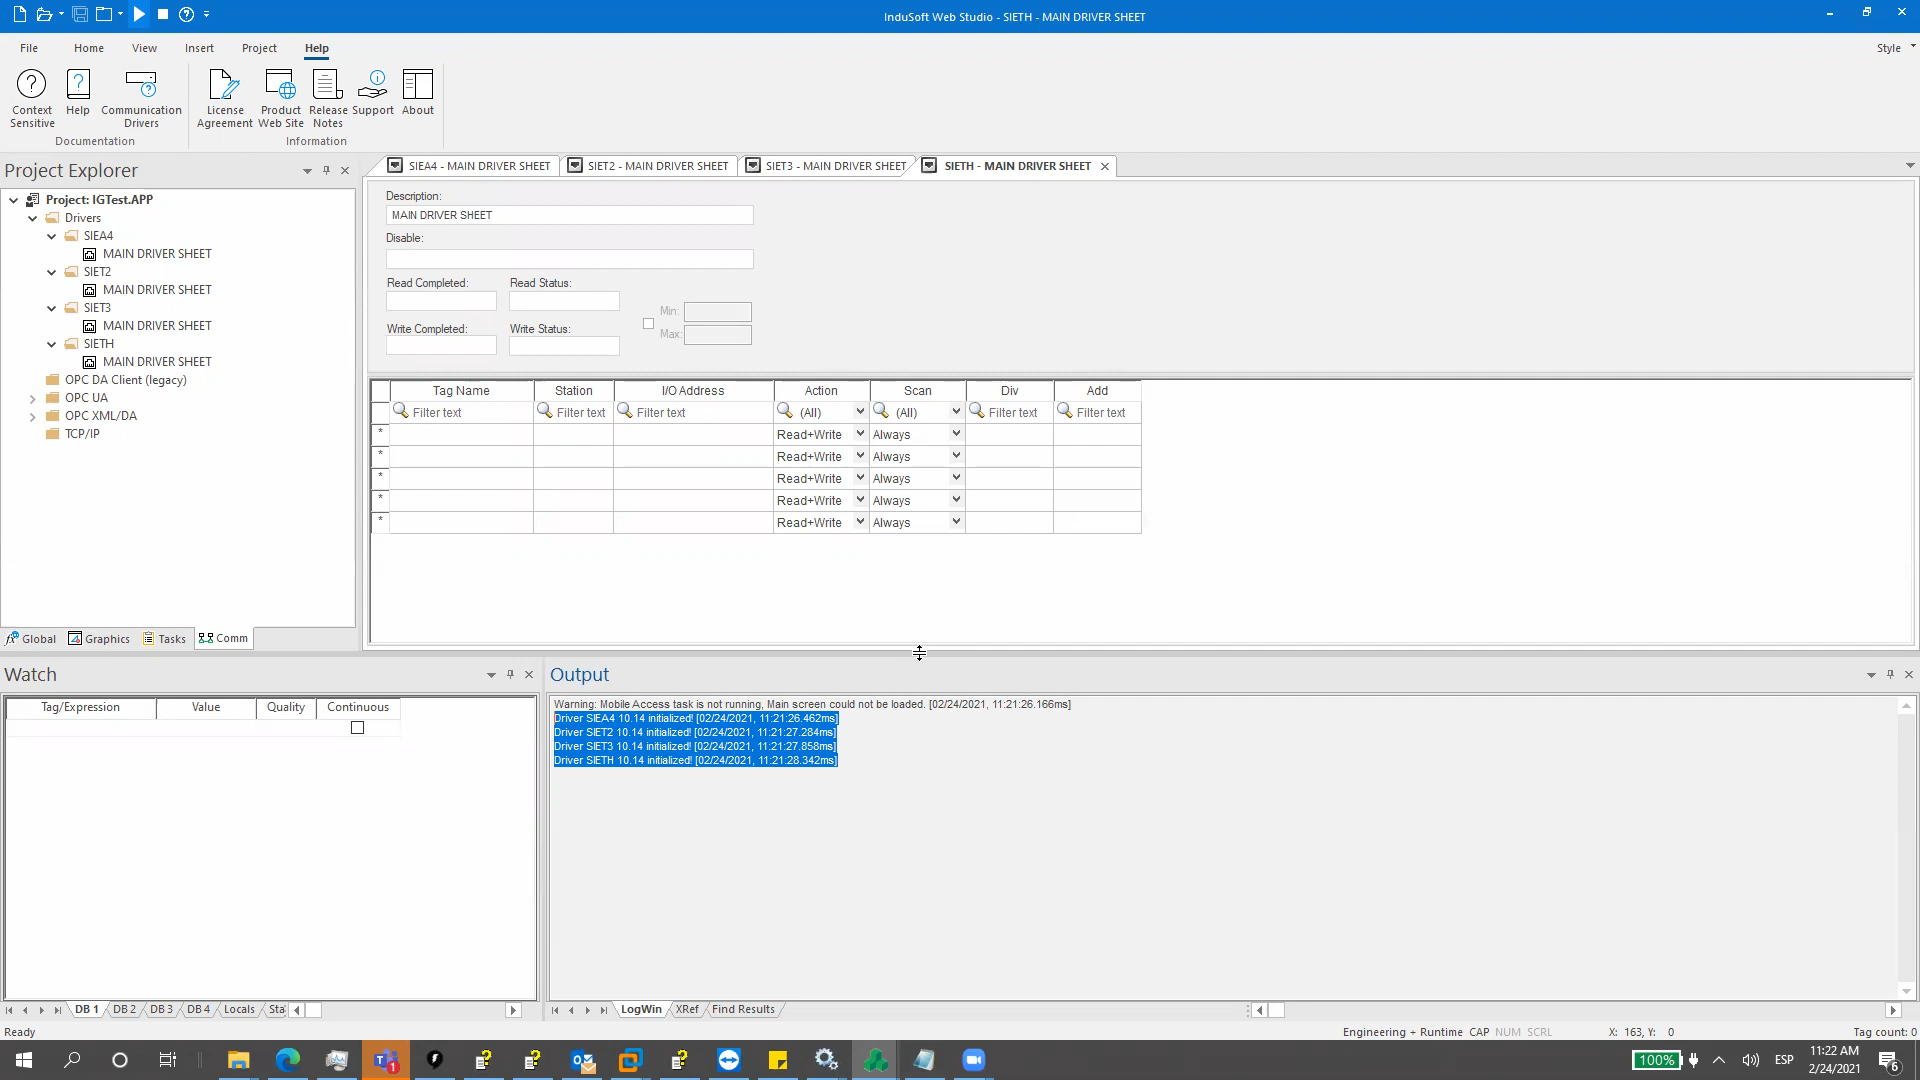 InduSoft Web Studio - SIETH - MAIN DRIVER SHEET
File Home View Insert Project Help Style
Context Sensitive
Help
Communication Drivers
Documentation
License Agreement
Product Web Site
Release Notes
Support
About
Information
Project Explorer
Project: IGTest.APP
Drivers
SIEA4
MAIN DRIVER SHEET
SIET2
MAIN DRIVER SHEET
SIET3
MAIN DRIVER SHEET
SIETH
MAIN DRIVER SHEET
OPC DA Client (legacy)
OPC UA
OPC XML/DA
TCP/IP
Global Graphics Tasks Comm
SIEA4 - MAIN DRIVER SHEET SIET2 - MAIN DRIVER SHEET SIET3 - MAIN DRIVER SHEET SIETH - MAIN DRIVER SHEET
Description:
MAIN DRIVER SHEET
Disable:
Read Completed: Read Status:
Min:
Write Completed: Write Status:
Max:
Tag Name Station I/O Address Action Scan Div Add
Filter text Filter text Filter text (All) (All) Filter text Filter text
* Read+Write Always
* Read+Write Always
* Read+Write Always
* Read+Write Always
* Read+Write Always
Watch
Tag/Expression Value Quality Continuous
DB 1 DB 2 DB 3 DB 4 Locals Sta
Output
Warning: Mobile Access task is not running, Main screen could not be loaded. [02/24/2021, 11:21:26.166ms]
Driver SIEA4 10.14 initialized! [02/24/2021, 11:21:26.462ms]
Driver SIET2 10.14 initialized! [02/24/2021, 11:21:27.284ms]
Driver SIET3 10.14 initialized! [02/24/2021, 11:21:27.858ms]
Driver SIETH 10.14 initialized! [02/24/2021, 11:21:28.342ms]
LogWin XRef Find Results
Ready
Engineering + Runtime CAP NUM SCRL X: 163, Y: 0 Tag count: 0
100% ESP 11:22 AM
2/24/2021
6
1